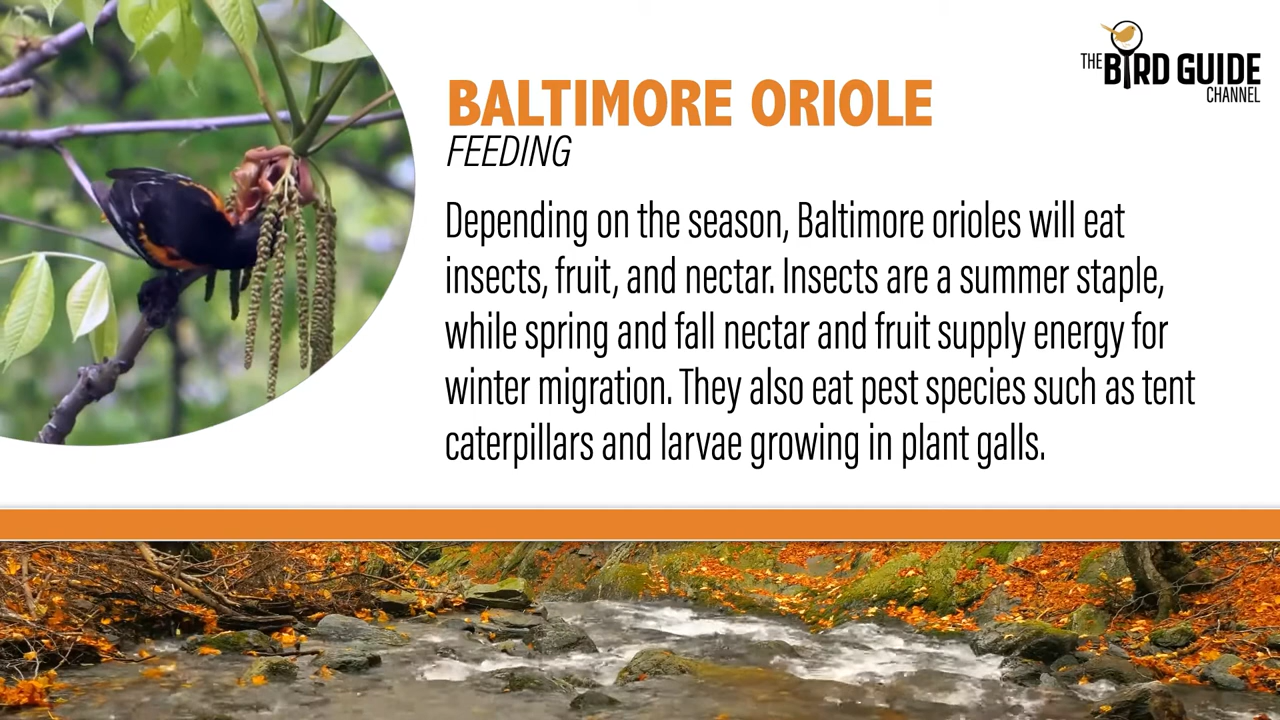 THE BIRD GUIDE
CHANNEL
BALTIMORE ORIOLE
FEEDING
Depending on the season, Baltimore orioles will eat
insects, fruit, and nectar. Insects are a summer staple,
while spring and fall nectar and fruit supply energy for
winter migration. They also eat pest species such as tent
caterpillars and larvae growing in plant galls.